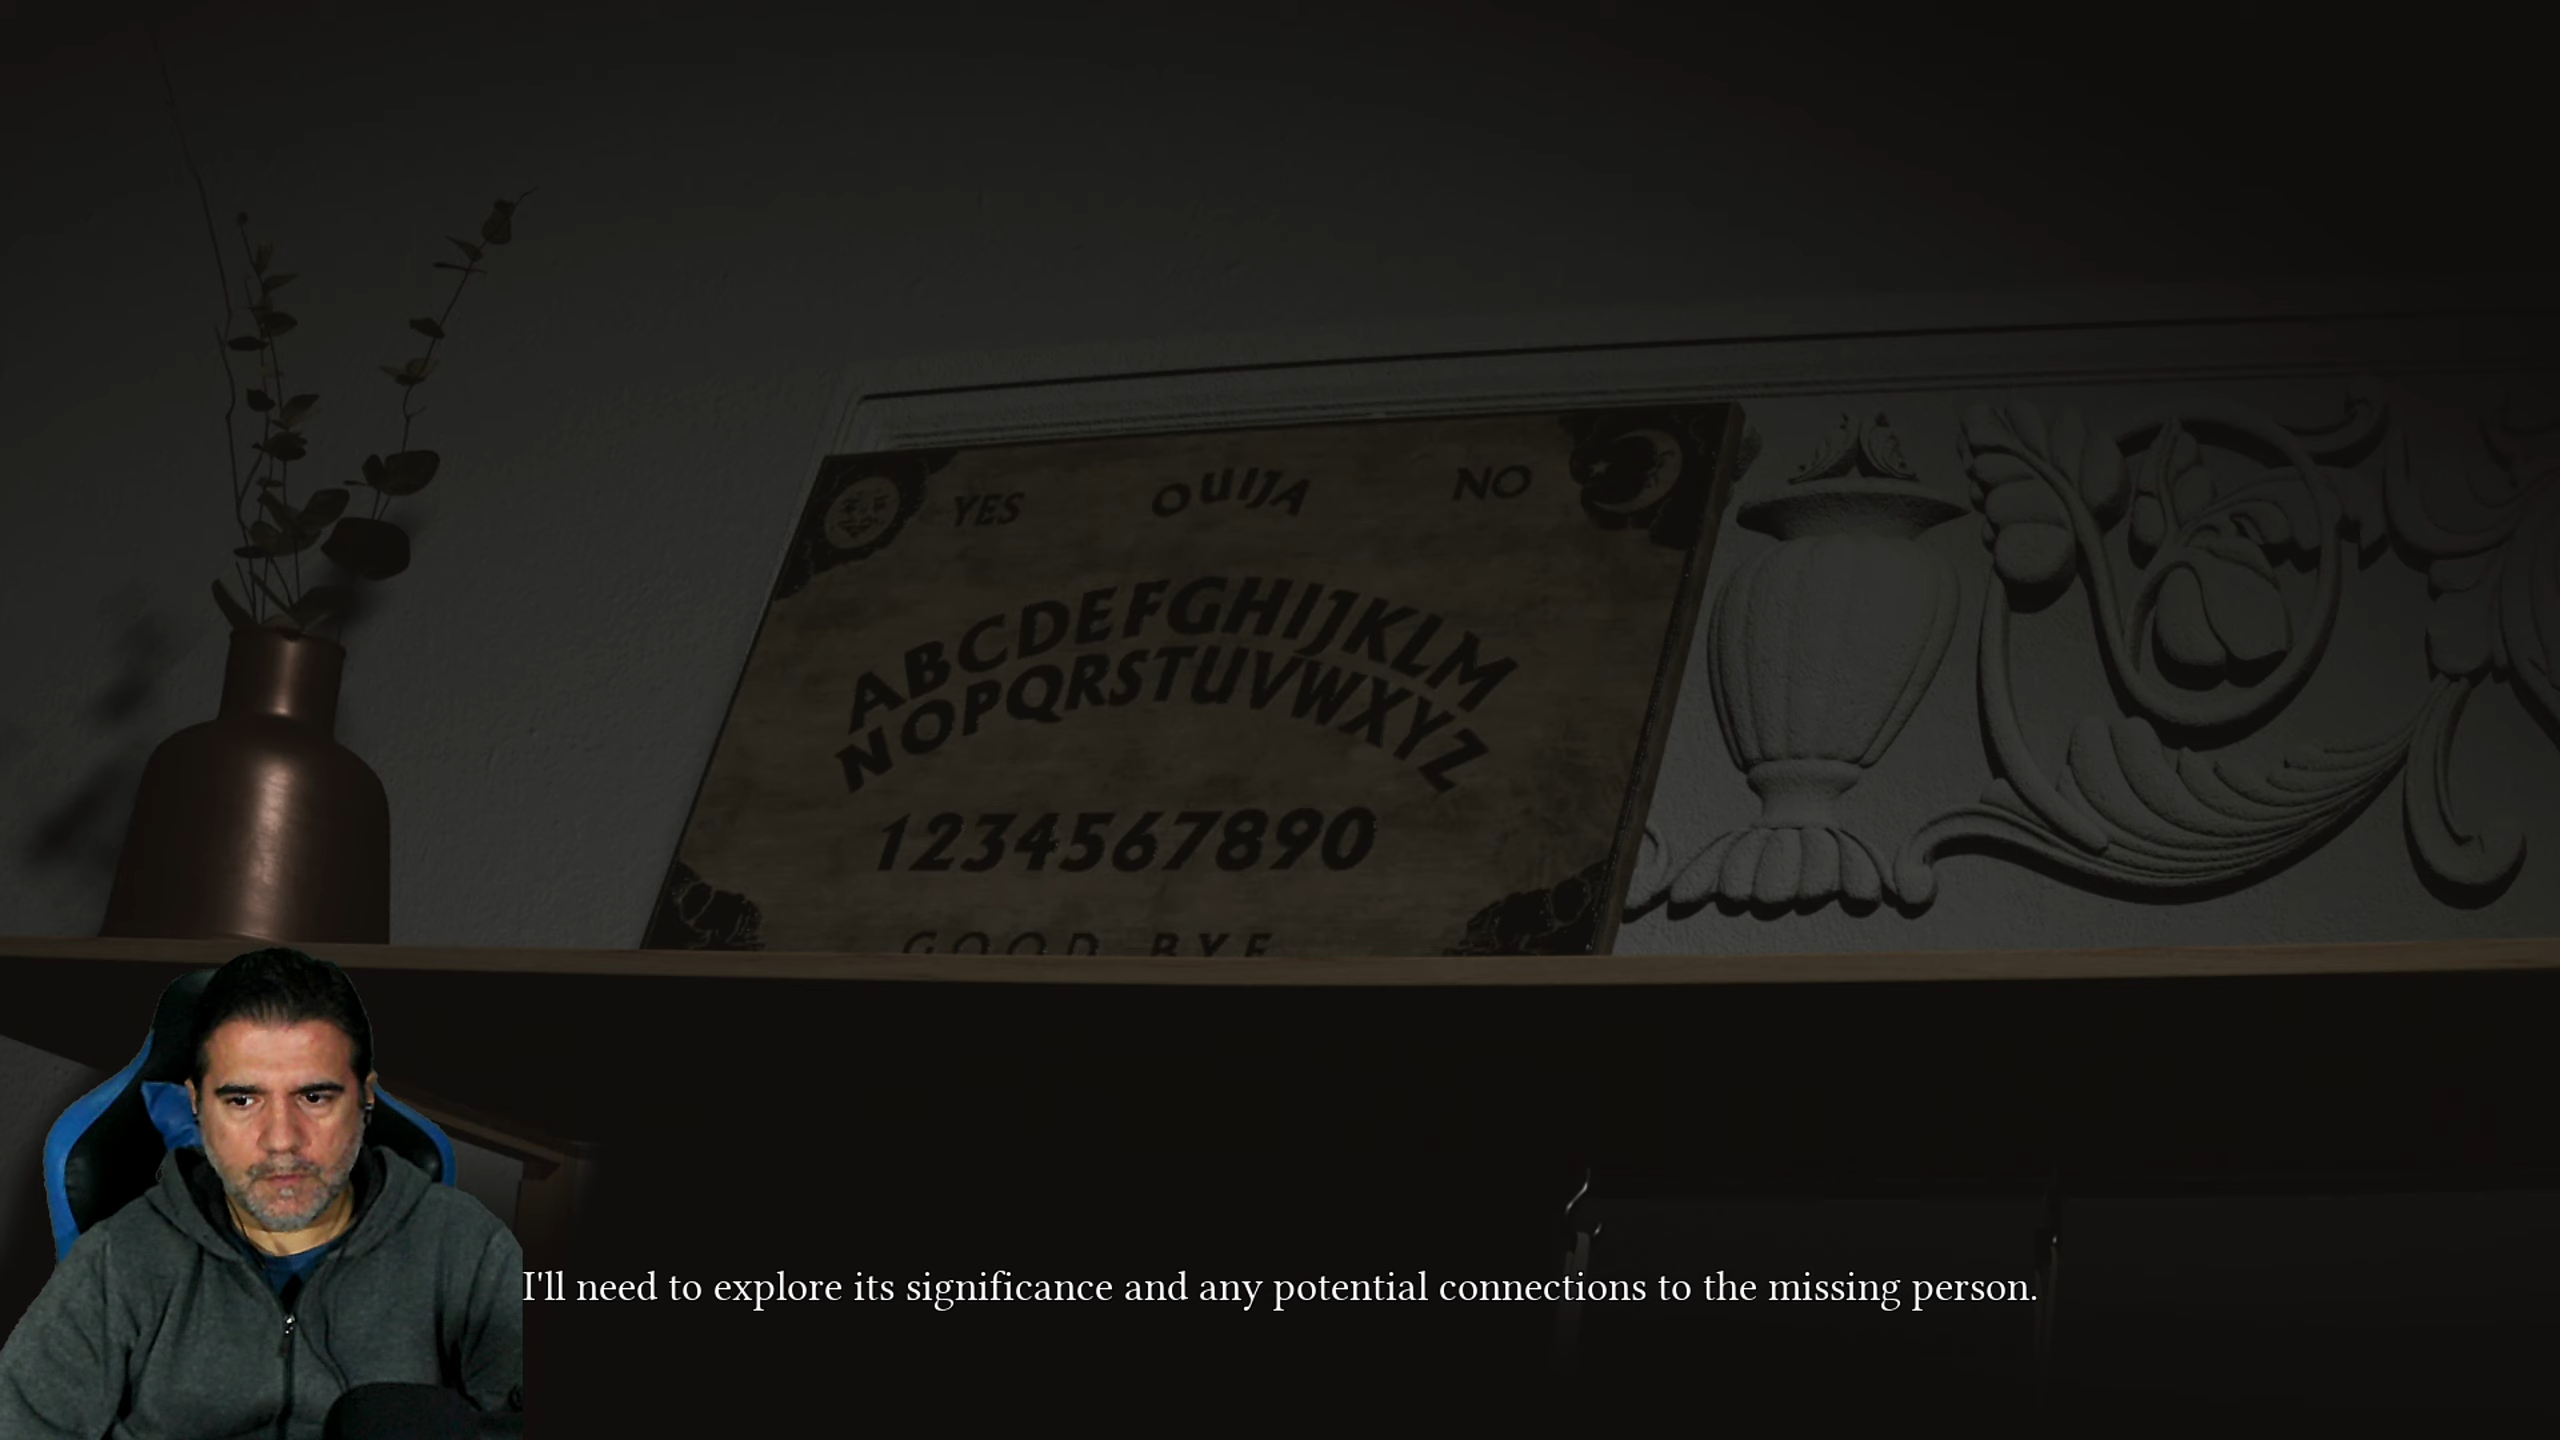 YES OUIJA NO
ABCDEFGHIJKLM
NOPQRSTUVWXYZ
1234567890
GOOD BYE
I'll need to explore its significance and any potential connections to the missing person.